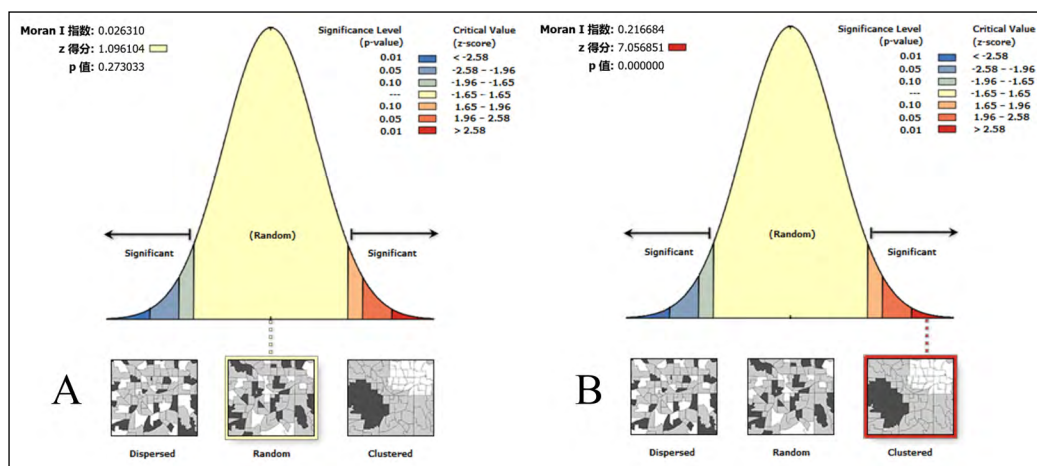 Moran I 指数: 0.026310
z 得分: 1.096104
p 值: 0.273033
Significance Level
(p-value)
Critical Value
(z-score)
0.01 < -2.58
0.05 -2.58 – -1.96
0.10 -1.96 – -1.65
--- -1.65 – 1.65
0.10 1.65 – 1.96
0.05 1.96 – 2.58
0.01 > 2.58
(Random)
Significant
Significant
A
Dispersed
Random
Clustered
Moran I 指数: 0.216684
z 得分: 7.056851
p 值: 0.000000
Significance Level
(p-value)
Critical Value
(z-score)
0.01 < -2.58
0.05 -2.58 – -1.96
0.10 -1.96 – -1.65
--- -1.65 – 1.65
0.10 1.65 – 1.96
0.05 1.96 – 2.58
0.01 > 2.58
(Random)
Significant
Significant
B
Dispersed
Random
Clustered